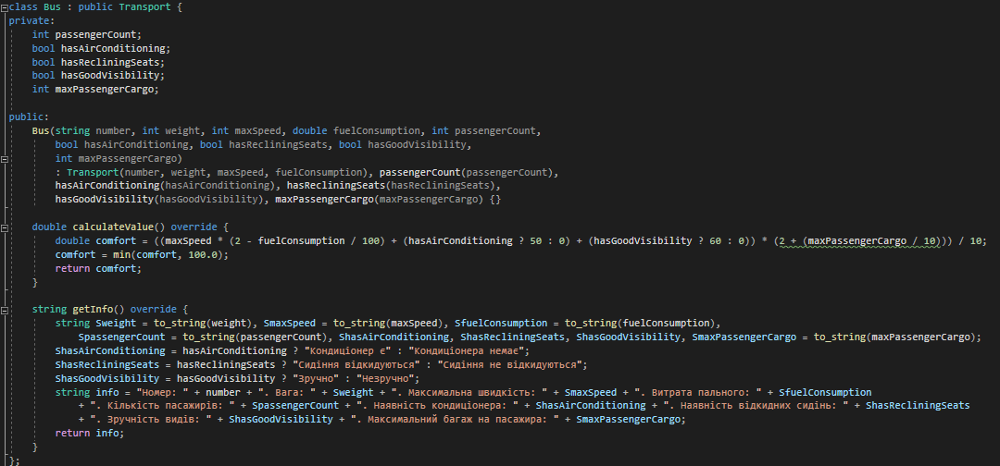 class Bus : public Transport {
private:
    int passengerCount;
    bool hasAirConditioning;
    bool hasRecliningSeats;
    bool hasGoodVisibility;
    int maxPassengerCargo;

public:
    Bus(string number, int weight, int maxSpeed, double fuelConsumption, int passengerCount,
        bool hasAirConditioning, bool hasRecliningSeats, bool hasGoodVisibility,
        int maxPassengerCargo)
        : Transport(number, weight, maxSpeed, fuelConsumption), passengerCount(passengerCount),
        hasAirConditioning(hasAirConditioning), hasRecliningSeats(hasRecliningSeats),
        hasGoodVisibility(hasGoodVisibility), maxPassengerCargo(maxPassengerCargo) {}

    double calculateValue() override {
        double comfort = ((maxSpeed * (2 - fuelConsumption / 100) + (hasAirConditioning ? 50 : 0) + (hasGoodVisibility ? 60 : 0)) * (2 + (maxPassengerCargo / 10))) / 10;
        comfort = min(comfort, 100.0);
        return comfort;
    }

    string getInfo() override {
        string Sweight = to_string(weight), SmaxSpeed = to_string(maxSpeed), SfuelConsumption = to_string(fuelConsumption),
            SpassengerCount = to_string(passengerCount), ShasAirConditioning, ShasRecliningSeats, ShasGoodVisibility, SmaxPassengerCargo = to_string(maxPassengerCargo);
        ShasAirConditioning = hasAirConditioning ? "Кондиціонер є" : "Кондиціонера немає";
        ShasRecliningSeats = hasRecliningSeats ? "Сидіння відкидуються" : "Сидіння не відкидуються";
        ShasGoodVisibility = hasGoodVisibility ? "Зручно" : "Незручно";
        string info = "Номер: " + number + ". Вага: " + Sweight + ". Максимальна швидкість: " + SmaxSpeed + ". Витрата пального: " + SfuelConsumption
            + ". Кількість пасажирів: " + SpassengerCount + ". Наявність кондиціонера: " + ShasAirConditioning + ". Наявність відкидних сидінь: " + ShasRecliningSeats
            + ". Зручність видів: " + ShasGoodVisibility + ". Максимальний багаж на пасажира: " + SmaxPassengerCargo;
        return info;
    }
};